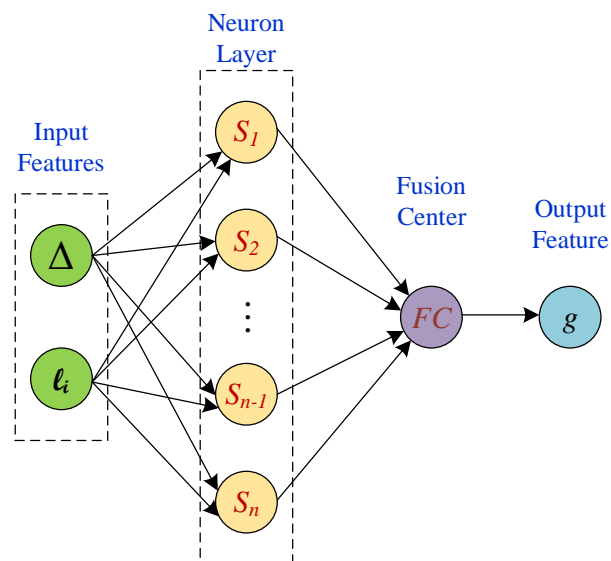 Neuron
Layer
Input
Features
Fusion
Center
Output
Feature
S1
Δ
S2
⋮
FC
g
ℓi
Sn-1
Sn